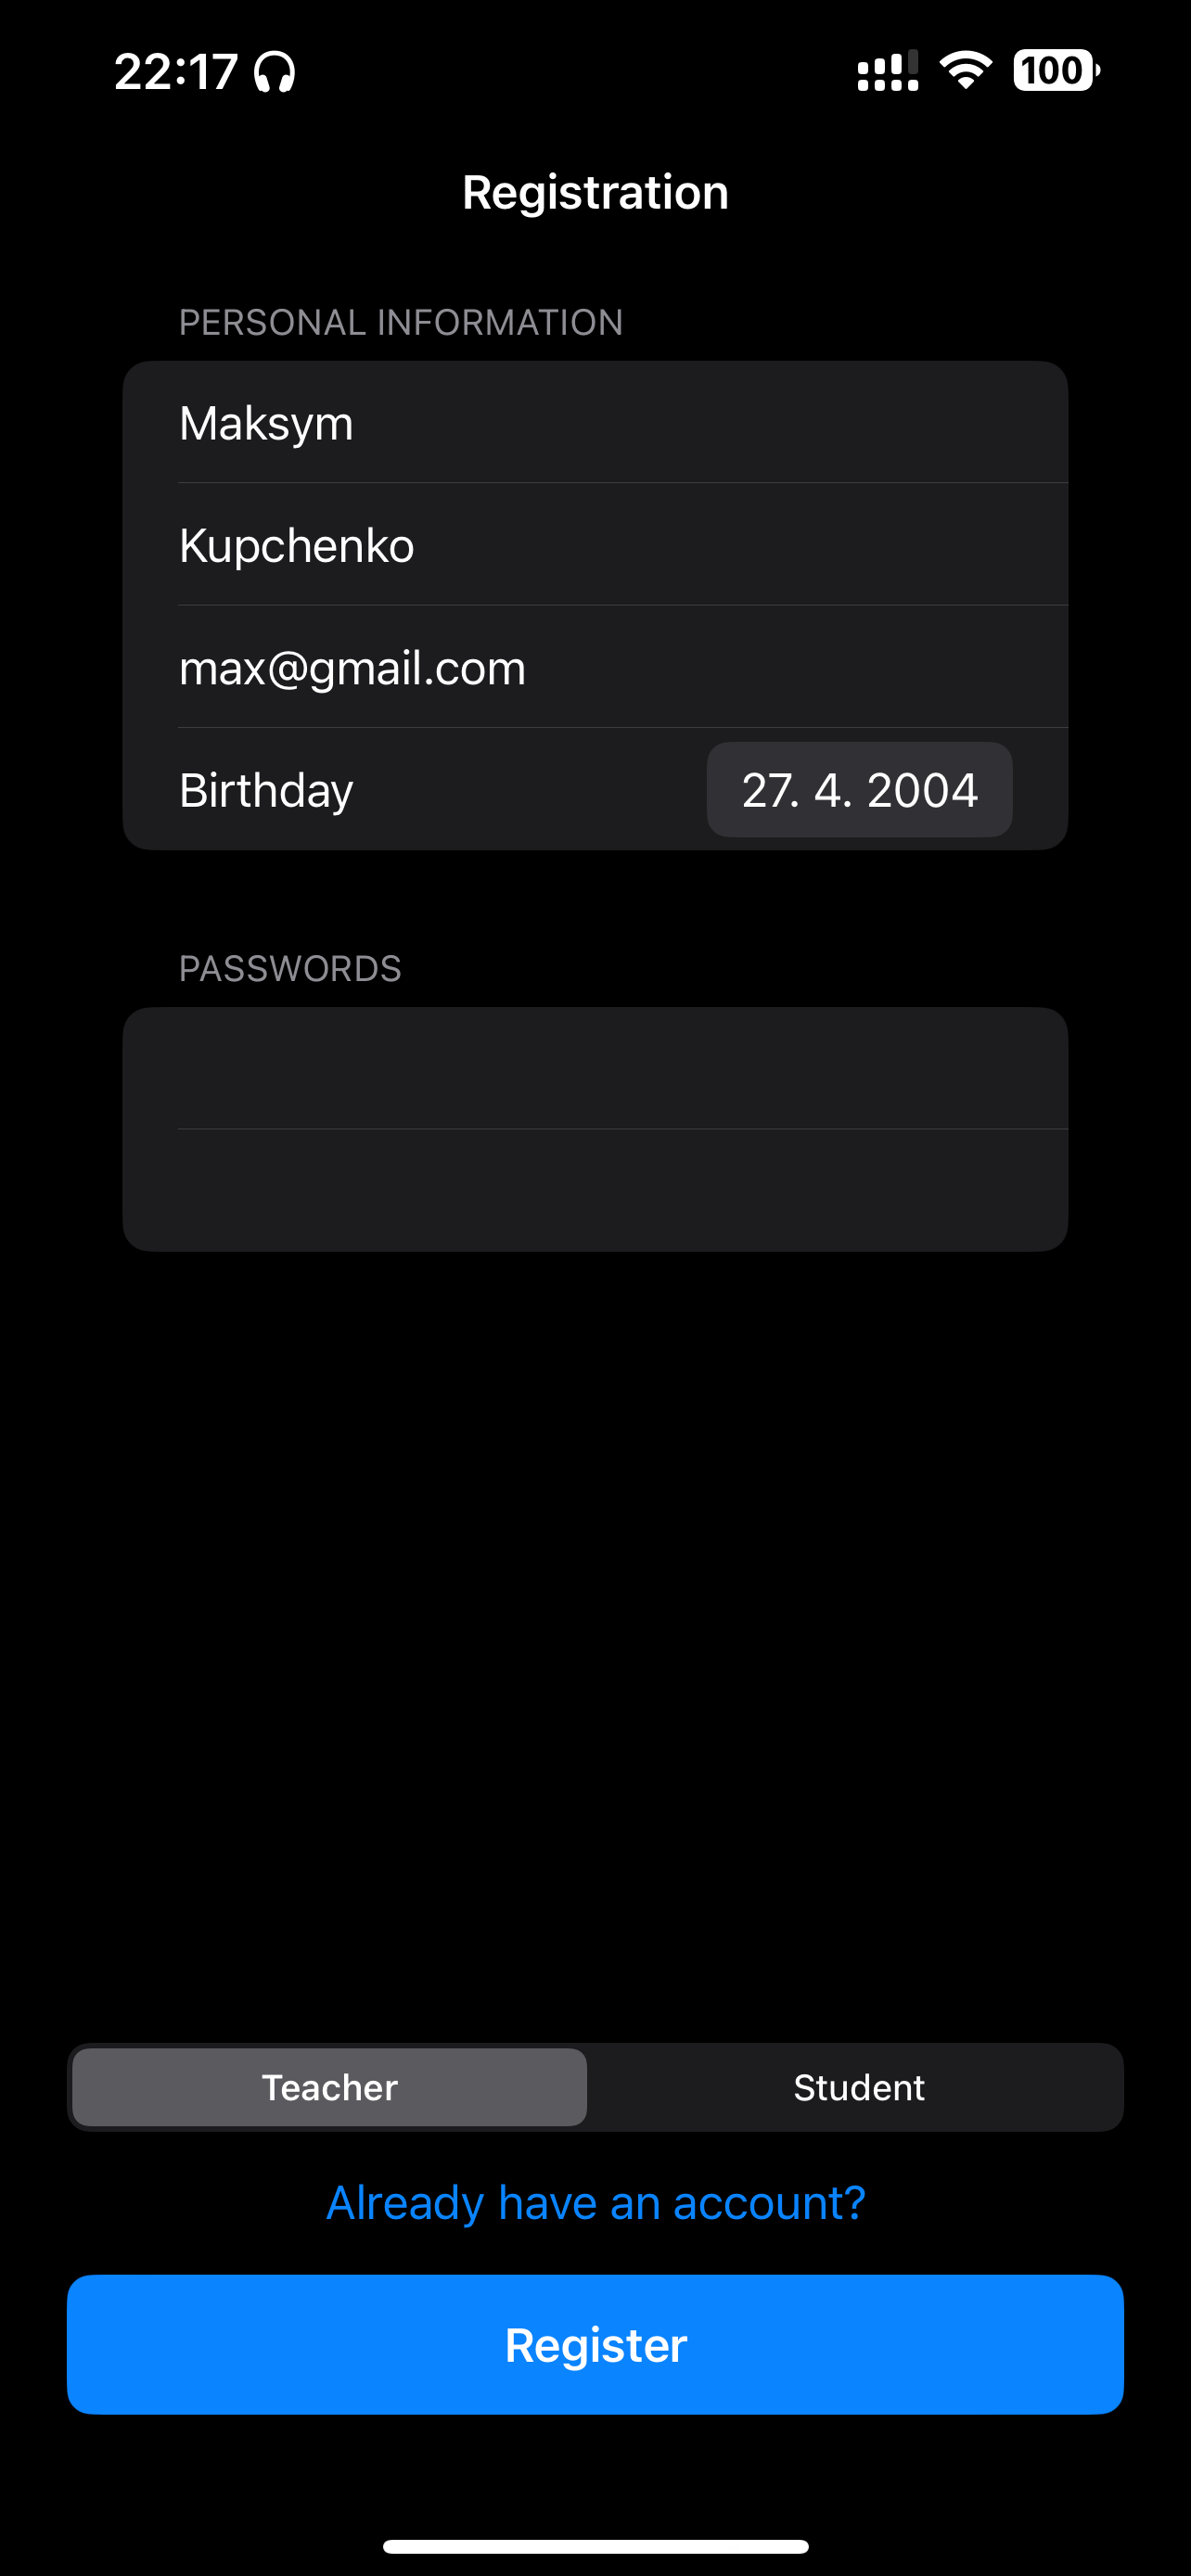 22:17
100
Registration
PERSONAL INFORMATION
Maksym
Kupchenko
max@gmail.com
Birthday 27. 4. 2004
PASSWORDS
Teacher Student
Already have an account?
Register